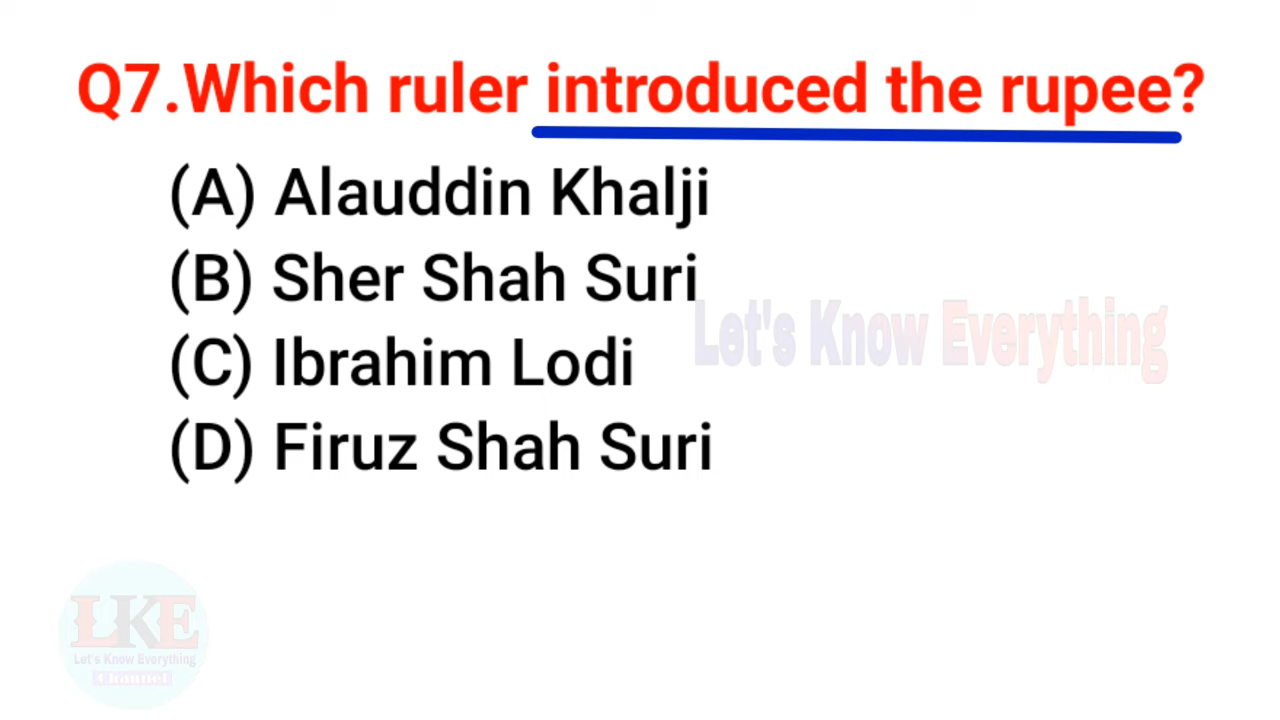 Q7.Which ruler introduced the rupee?
(A) Alauddin Khalji
(B) Sher Shah Suri
(C) Ibrahim Lodi
(D) Firuz Shah Suri
Let's Know Everything
LKE
Let's Know Everything
Channel